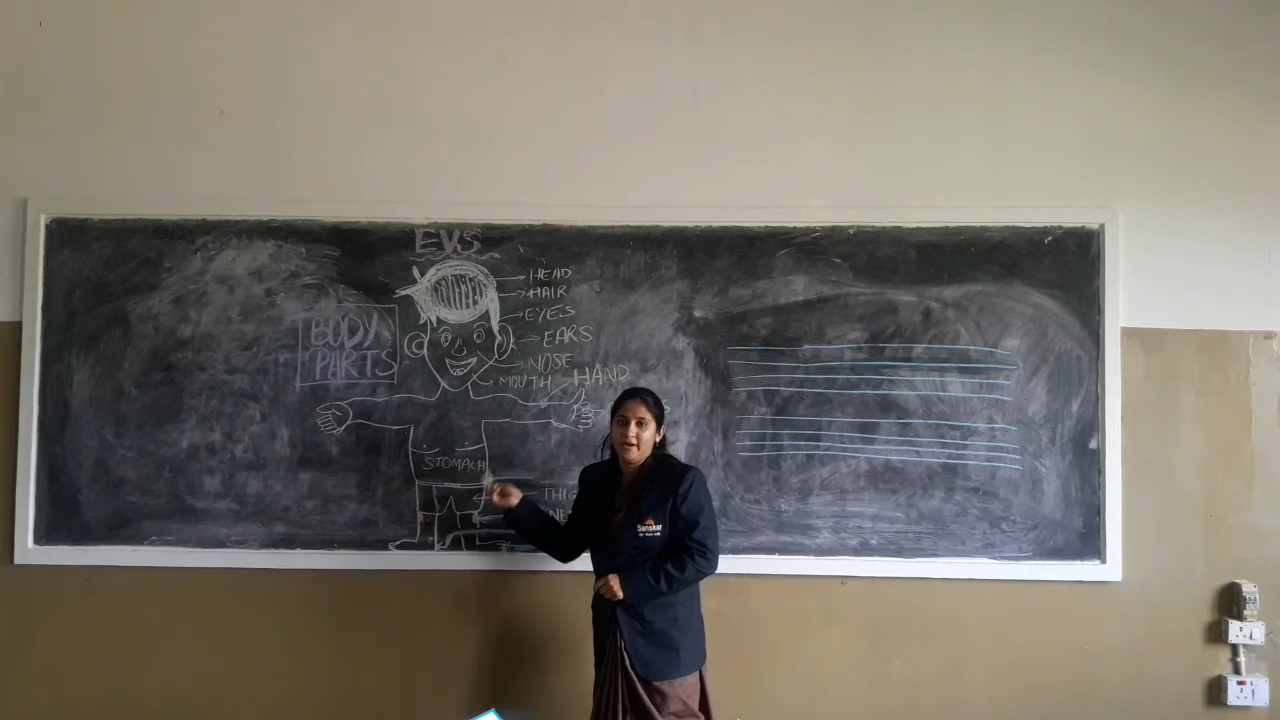 EVS
BODY
PARTS
HEAD
HAIR
EYES
EARS
NOSE
MOUTH
HAND
STOMACH
Sanskar